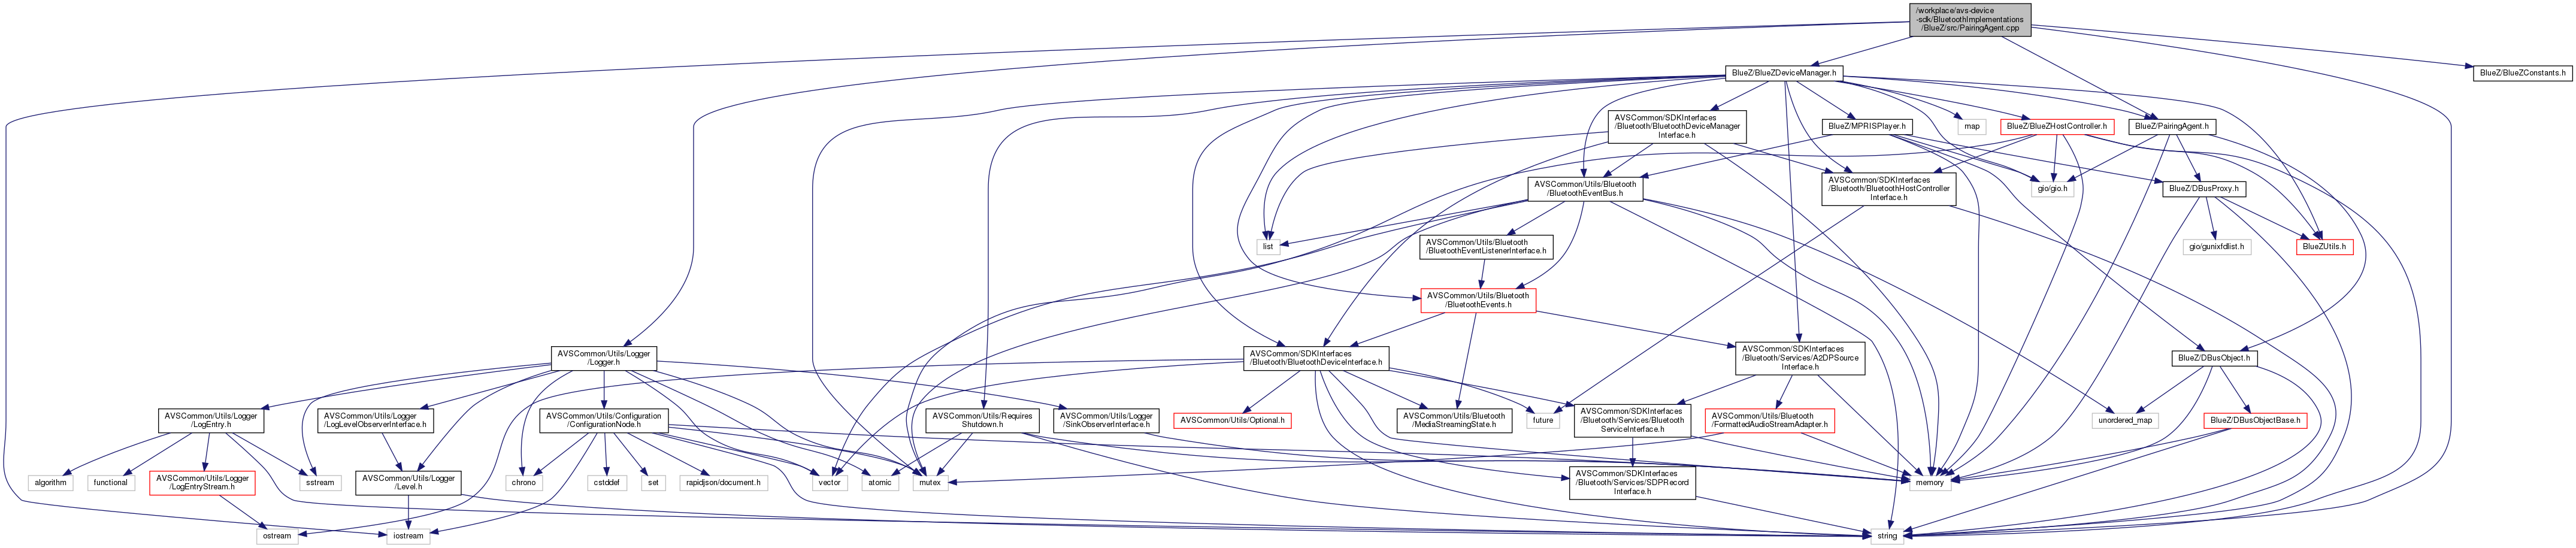 /workplace/avs-device
-sdk/BluetoothImplementations
/BlueZ/src/PairingAgent.cpp
BlueZ/BlueZDeviceManager.h
BlueZ/BlueZConstants.h
AVSCommon/SDKInterfaces
/Bluetooth/BluetoothDeviceManager
Interface.h
BlueZ/MPRISPlayer.h
map
BlueZ/BlueZHostController.h
BlueZ/PairingAgent.h
AVSCommon/Utils/Bluetooth
/BluetoothEventBus.h
AVSCommon/SDKInterfaces
/Bluetooth/BluetoothHostController
Interface.h
gio/gio.h
BlueZ/DBusProxy.h
list
AVSCommon/Utils/Bluetooth
/BluetoothEventListenerInterface.h
gio/gunixfdlist.h
BlueZUtils.h
AVSCommon/Utils/Bluetooth
/BluetoothEvents.h
AVSCommon/Utils/Logger
/Logger.h
AVSCommon/SDKInterfaces
/Bluetooth/BluetoothDeviceInterface.h
AVSCommon/SDKInterfaces
/Bluetooth/Services/A2DPSource
Interface.h
BlueZ/DBusObject.h
AVSCommon/Utils/Logger
/LogEntry.h
AVSCommon/Utils/Logger
/LogLevelObserverInterface.h
AVSCommon/Utils/Configuration
/ConfigurationNode.h
AVSCommon/Utils/Requires
Shutdown.h
AVSCommon/Utils/Logger
/SinkObserverInterface.h
AVSCommon/Utils/Optional.h
AVSCommon/Utils/Bluetooth
/MediaStreamingState.h
future
AVSCommon/SDKInterfaces
/Bluetooth/Services/Bluetooth
ServiceInterface.h
AVSCommon/Utils/Bluetooth
/FormattedAudioStreamAdapter.h
unordered_map
BlueZ/DBusObjectBase.h
algorithm
functional
AVSCommon/Utils/Logger
/LogEntryStream.h
sstream
AVSCommon/Utils/Logger
/Level.h
chrono
cstddef
set
rapidjson/document.h
vector
atomic
mutex
AVSCommon/SDKInterfaces
/Bluetooth/Services/SDPRecord
Interface.h
memory
ostream
iostream
string